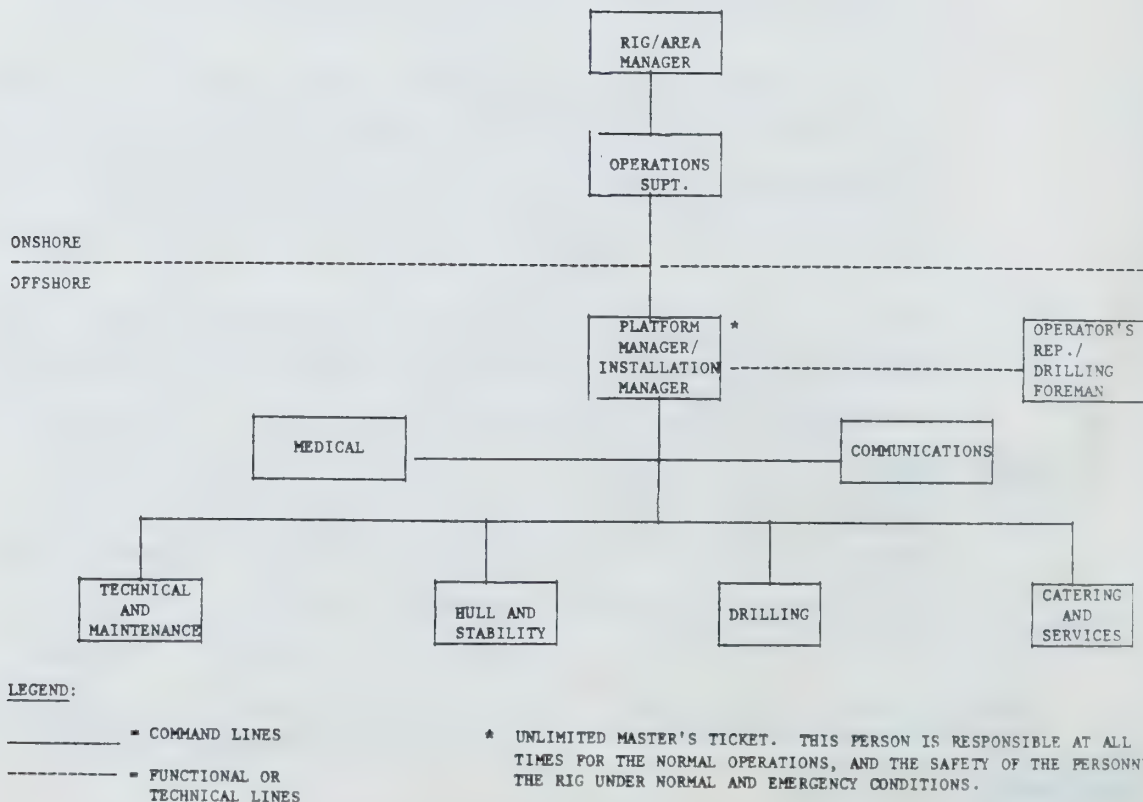 RIG/AREA
MANAGER
OPERATIONS
SUPT.
ONSHORE
OFFSHORE
PLATFORM
MANAGER/
INSTALLATION
MANAGER
*
OPERATOR'S
REP./
DRILLING
FOREMAN
MEDICAL
COMMUNICATIONS
TECHNICAL
AND
MAINTENANCE
HULL AND
STABILITY
DRILLING
CATERING
AND
SERVICES
LEGEND:
= COMMAND LINES
= FUNCTIONAL OR
TECHNICAL LINES
* UNLIMITED MASTER'S TICKET. THIS PERSON IS RESPONSIBLE AT ALL
TIMES FOR THE NORMAL OPERATIONS, AND THE SAFETY OF THE
THE RIG UNDER NORMAL AND EMERGENCY CONDITIONS.